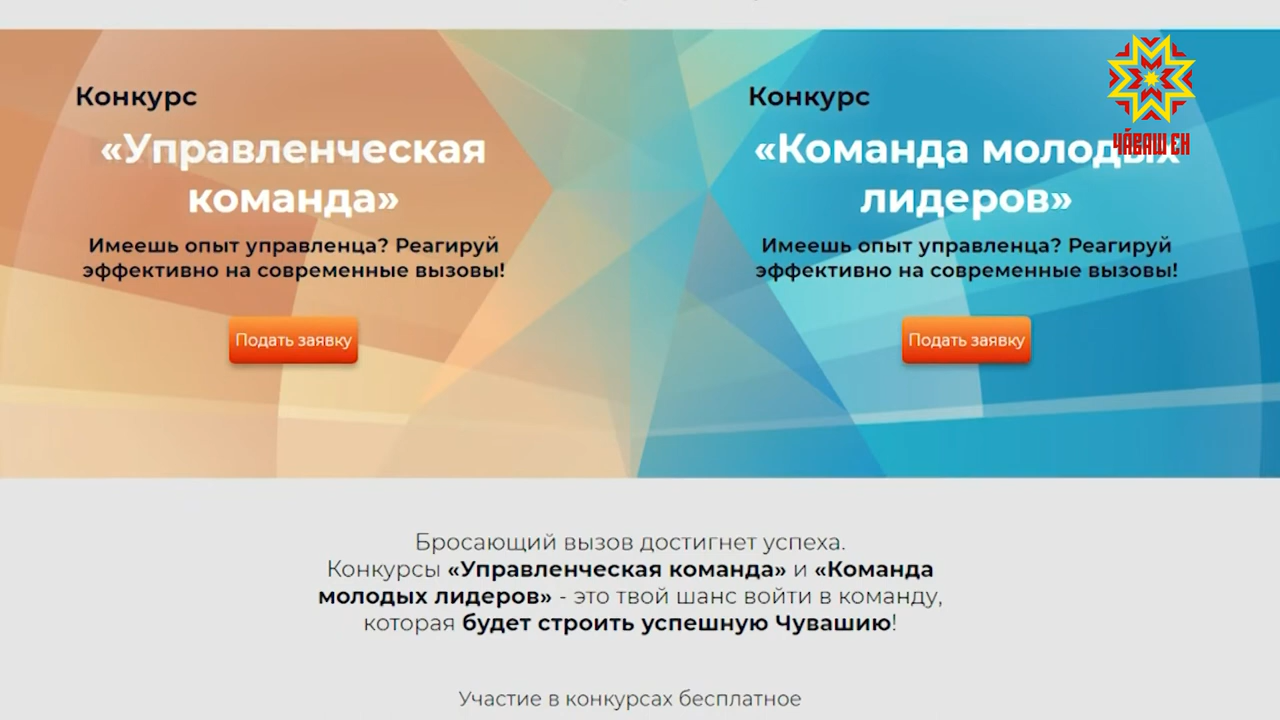 Конкурс
«Управленческая
команда»
Имеешь опыт управленца? Реагируй
эффективно на современные вызовы!
Подать заявку
Конкурс
«Команда молодых
лидеров»
Имеешь опыт управленца? Реагируй
эффективно на современные вызовы!
Подать заявку
ЧӐВАШ ЕН
Бросающий вызов достигнет успеха.
Конкурсы «Управленческая команда» и «Команда
молодых лидеров» - это твой шанс войти в команду,
которая будет строить успешную Чувашию!
Участие в конкурсах бесплатное